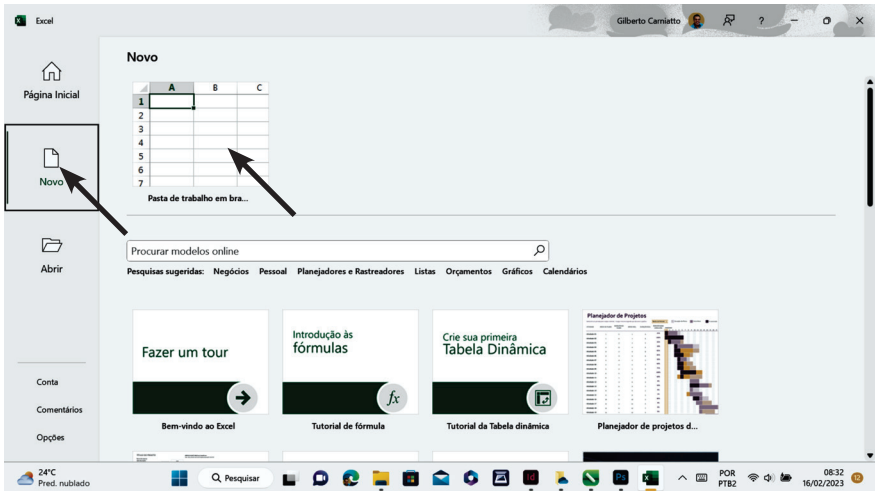 Excel
Gilberto Carniatto
?
Novo
Página Inicial
Novo
Abrir
Conta
Comentários
Opções
A B C
1
2
3
4
5
6
7
Pasta de trabalho em bra...
Procurar modelos online
Pesquisas sugeridas: Negócios Pessoal Planejadores e Rastreadores Listas Orçamentos Gráficos Calendários
Fazer um tour
Bem-vindo ao Excel
Introdução às
fórmulas
fx
Tutorial de fórmula
Crie sua primeira
Tabela Dinâmica
Tutorial da Tabela dinâmica
Planejador de Projetos
Planejador de projetos d...
24°C
Pred. nublado
Pesquisar
Id
Ps
POR
PTB2
08:32
16/02/2023
12